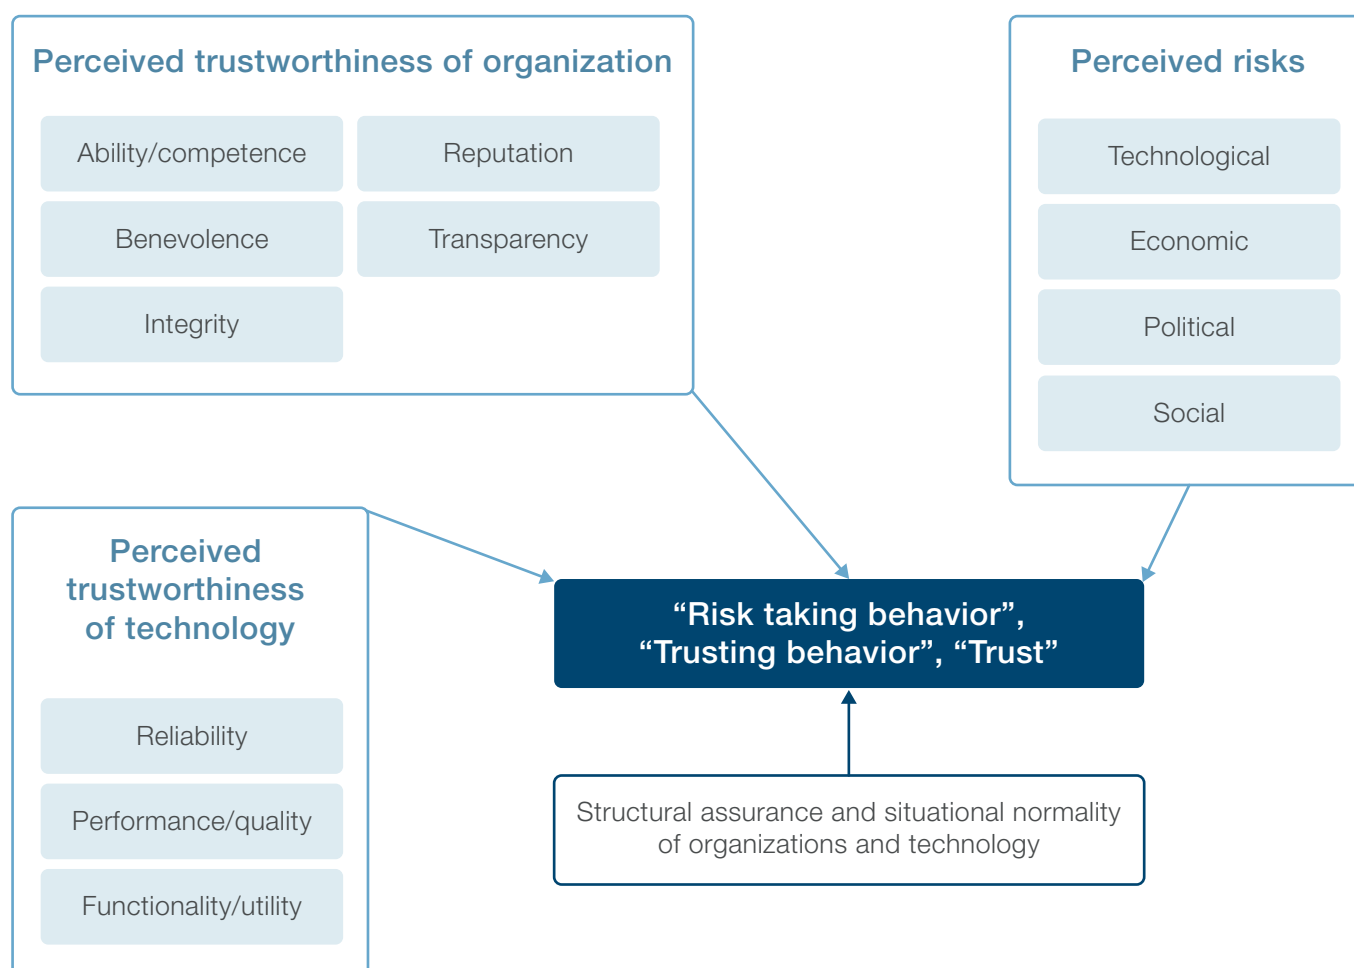 Perceived trustworthiness of organization
Ability/competence
Reputation
Benevolence
Transparency
Integrity
Perceived risks
Technological
Economic
Political
Social
Perceived
trustworthiness
of technology
Reliability
Performance/quality
Functionality/utility
“Risk taking behavior”,
“Trusting behavior”, “Trust”
Structural assurance and situational normality
of organizations and technology